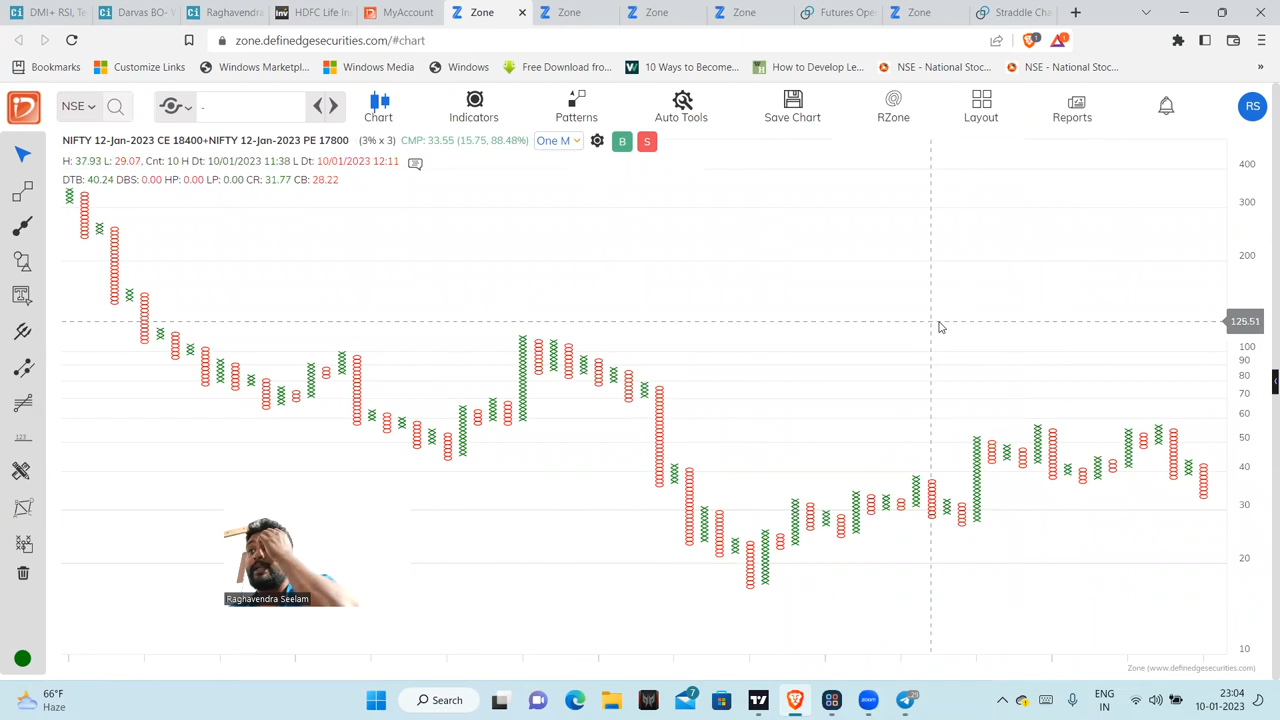 DMI+ RSI, Te
Darvas BO
Rajvendra
HDFC Life In
MyAccount
Zone
Zone
Zone
Zone
Futures Ope
Straddle Cha
zone.definedgesecurities.com/#chart
Bookmarks
Customize Links
Windows Marketpl...
Windows Media
Windows
Free Download fro...
10 Ways to Become...
How to Develop Le...
NSE - National Stoc...
NSE - National Stoc...
NSE
-
Chart
Indicators
Patterns
Auto Tools
Save Chart
RZone
Layout
Reports
RS
NIFTY 12-Jan-2023 CE 18400+NIFTY 12-Jan-2023 PE 17800 (3% x 3) CMP: 33.55 (15.75, 88.48%) One M B S
H: 37.93 L: 29.07, Cnt: 10 H Dt: 10/01/2023 11:38 L Dt: 10/01/2023 12:11
DTB: 40.24 DBS: 0.00 HP: 0.00 LP: 0.00 CR: 31.77 CB: 28.22
400
300
200
125.51
100
90
80
70
60
50
40
30
20
10
123
Raghavendra Seelam
Zone (www.definedgesecurities.com)
66°F
Haze
Search
7
29
ENG
IN
23:04
10-01-2023